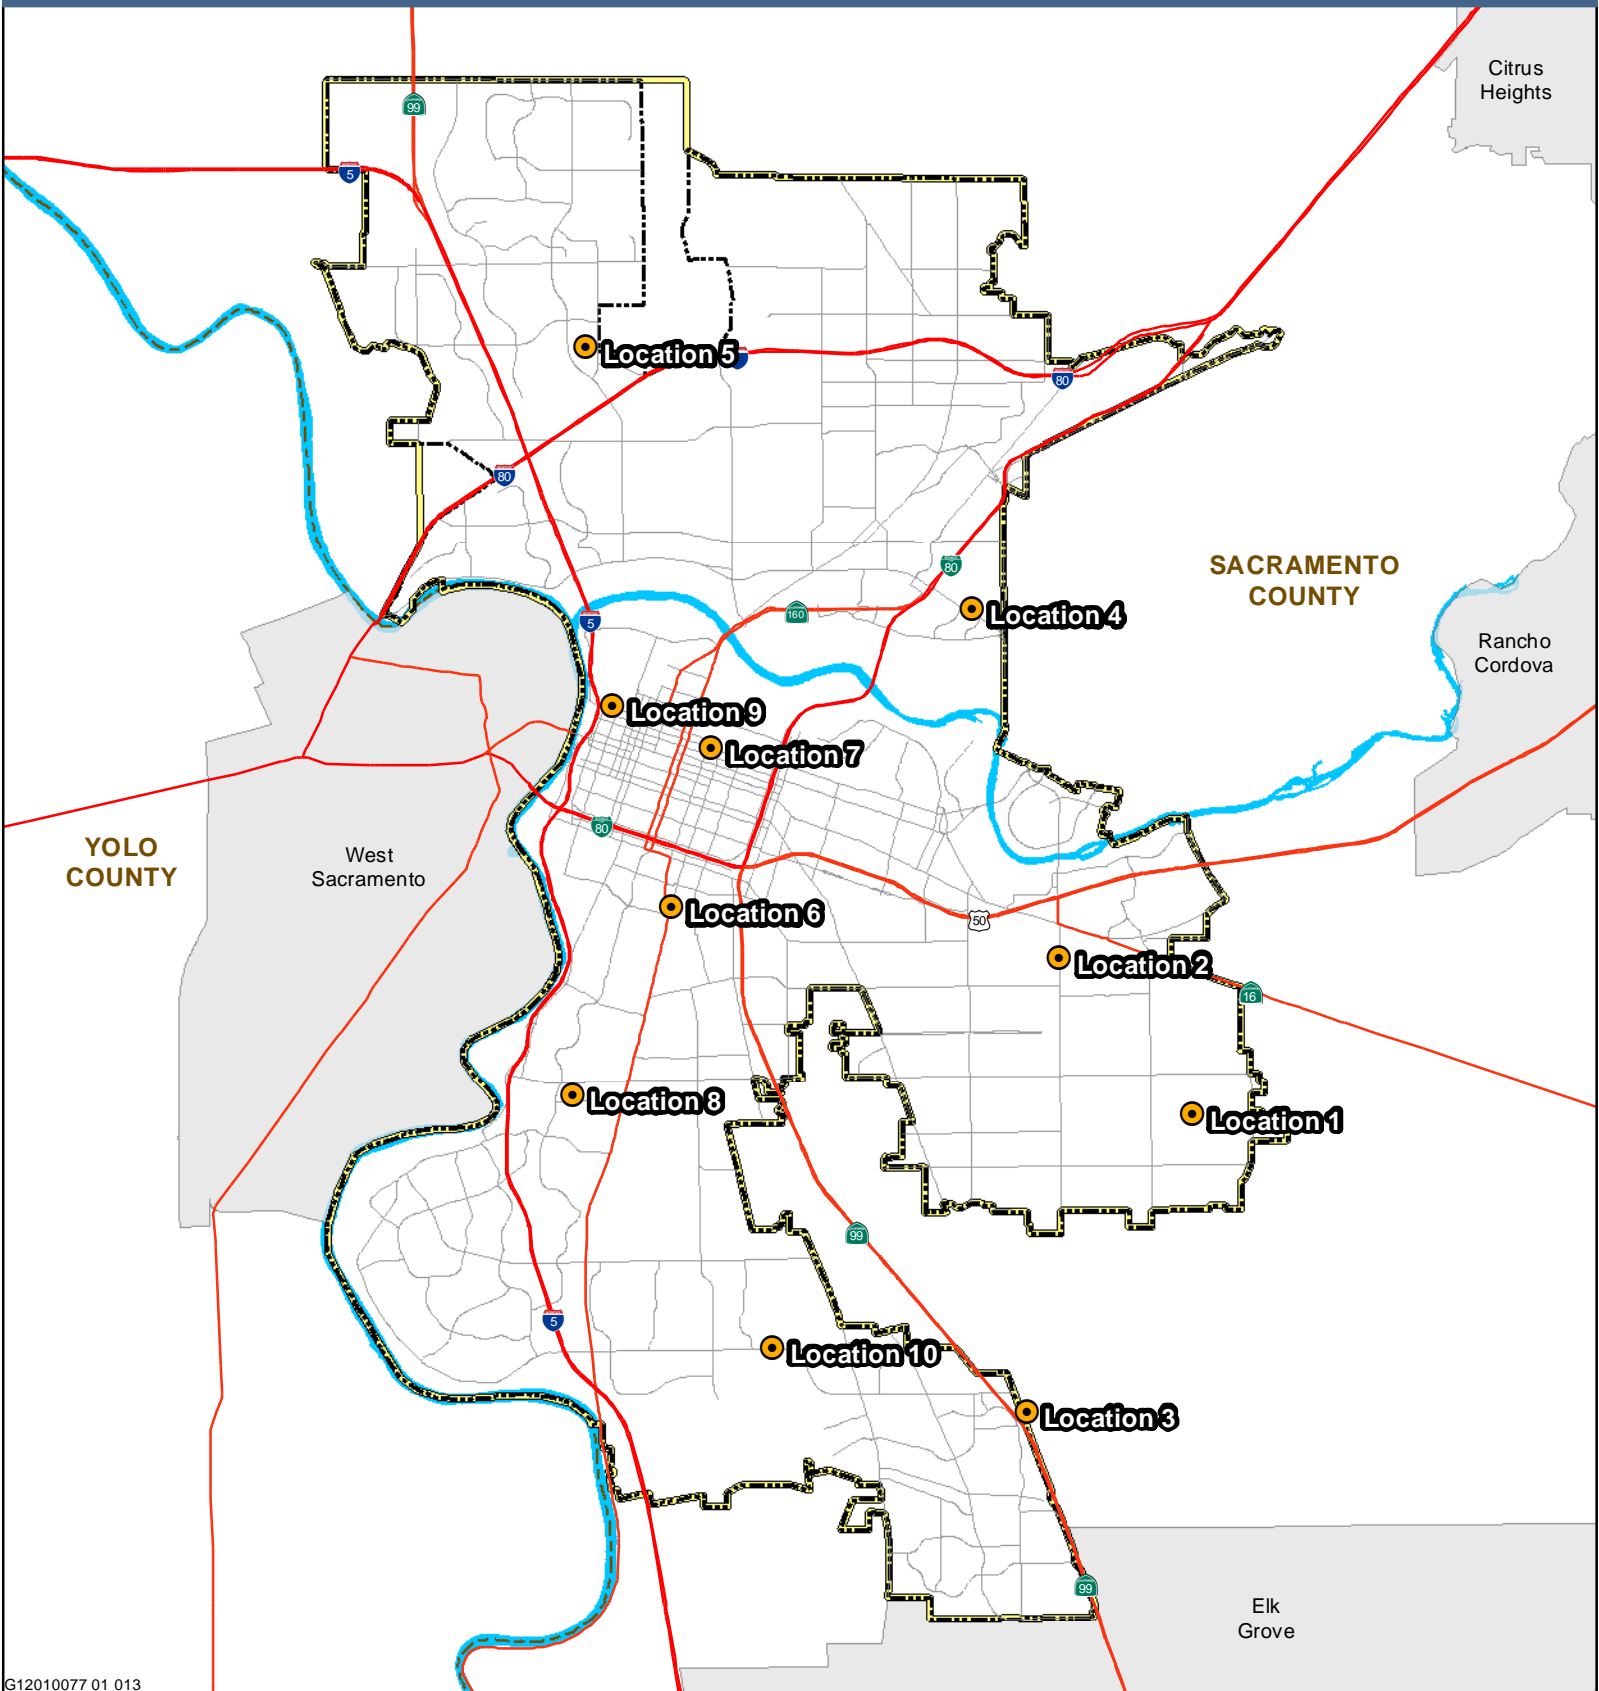 Citrus
Heights
99
5
Location 5
80
80
80
SACRAMENTO
COUNTY
Location 4
160
5
Rancho
Cordova
Location 9
Location 7
80
YOLO
COUNTY
West
Sacramento
Location 6
50
Location 2
16
Location 8
Location 1
99
5
Location 10
Location 3
99
Elk
Grove
G12010077 01 013